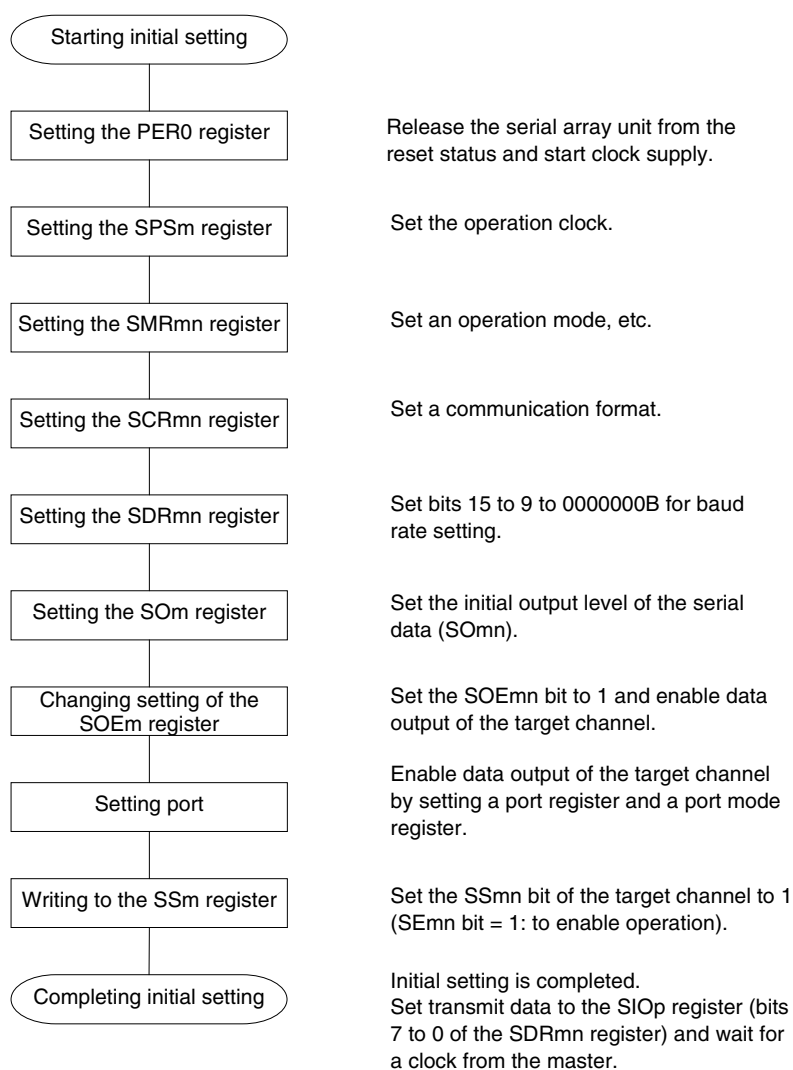 Starting initial setting
Setting the PER0 register
Release the serial array unit from the
reset status and start clock supply.
Setting the SPSm register
Set the operation clock.
Setting the SMRmn register
Set an operation mode, etc.
Setting the SCRmn register
Set a communication format.
Setting the SDRmn register
Set bits 15 to 9 to 0000000B for baud
rate setting.
Setting the SOm register
Set the initial output level of the serial
data (SOmn).
Changing setting of the
SOEm register
Set the SOEmn bit to 1 and enable data
output of the target channel.
Setting port
Enable data output of the target channel
by setting a port register and a port mode
register.
Writing to the SSm register
Set the SSmn bit of the target channel to 1
(SEmn bit = 1: to enable operation).
Completing initial setting
Initial setting is completed.
Set transmit data to the SIOp register (bits
7 to 0 of the SDRmn register) and wait for
a clock from the master.